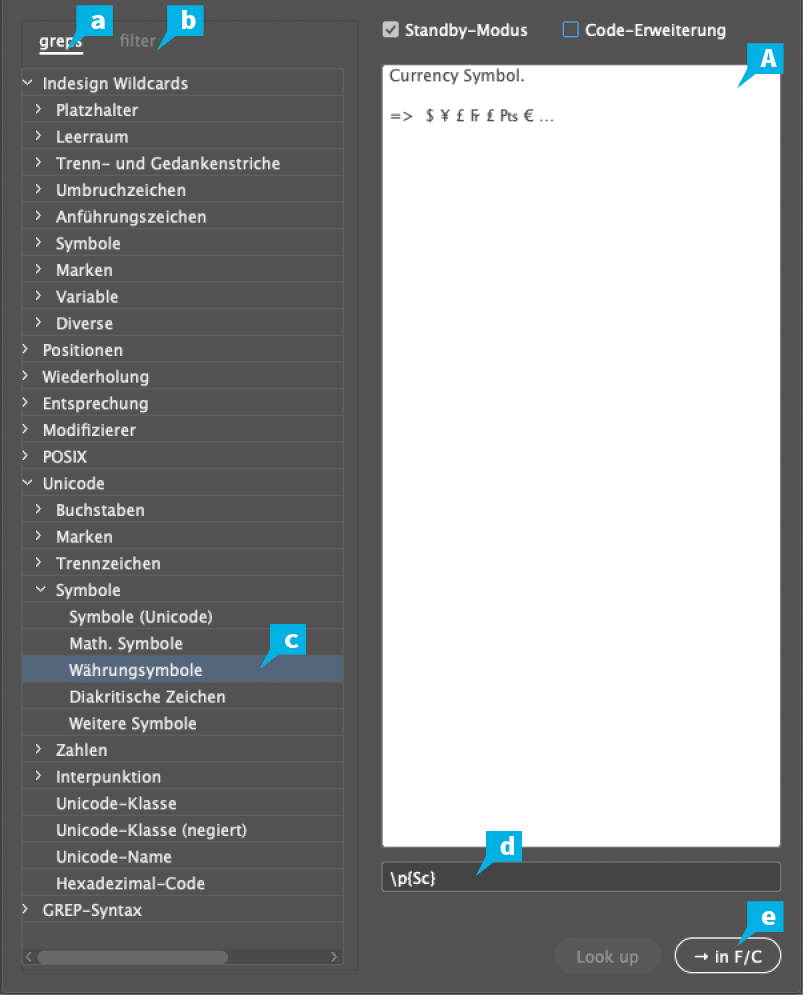 a
b
greps filter
Standby-Modus Code-Erweiterung
A
Indesign Wildcards
Platzhalter
Leerraum
Trenn- und Gedankenstriche
Umbruchzeichen
Anführungszeichen
Symbole
Marken
Variable
Diverse
Positionen
Wiederholung
Entsprechung
Modifizierer
POSIX
Unicode
Buchstaben
Marken
Trennzeichen
Symbole
Symbole (Unicode)
Math. Symbole
c
Währungsymbole
Diakritische Zeichen
Weitere Symbole
Zahlen
Interpunktion
Unicode-Klasse
Unicode-Klasse (negiert)
Unicode-Name
Hexadezimal-Code
GREP-Syntax
Currency Symbol.
=> $ ¥ £ ₣ £ ₧ € ...
d
\p{Sc}
e
Look up → in F/C